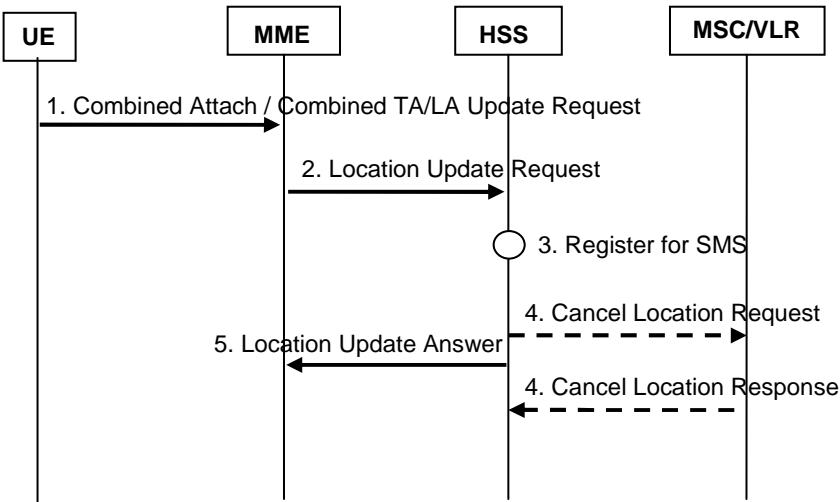 UE
MME
HSS
MSC/VLR
1. Combined Attach / Combined TA/LA Update Request
2. Location Update Request
3. Register for SMS
4. Cancel Location Request
5. Location Update Answer
4. Cancel Location Response